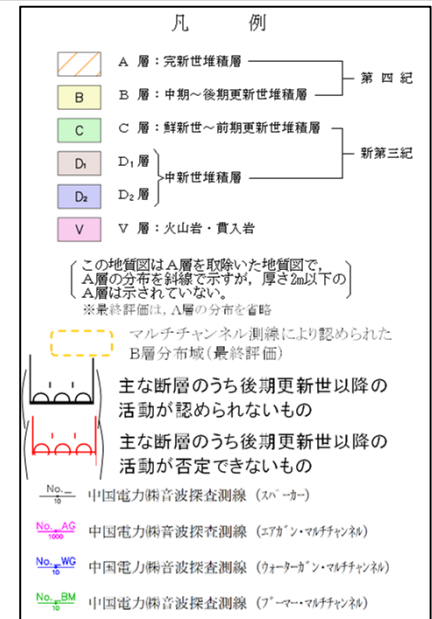 凡 例
A 層：完新世堆積層
B B 層：中期～後期更新世堆積層
第 四 紀
C C 層：鮮新世～前期更新世堆積層
D₁ D₁ 層
中新世堆積層
新第三紀
D₂ D₂ 層
V V 層：火山岩・貫入岩
この地質図はA層を取除いた地質図で，
A層の分布を斜線で示すが，厚さ2m以下の
A層は示されていない。
※最終評価は，A層の分布を省略
マルチチャンネル測線により認められた
B層分布域(最終評価)
主な断層のうち後期更新世以降の
活動が認められないもの
主な断層のうち後期更新世以降の
活動が否定できないもの
No._ 10 中国電力㈱音波探査測線 (スパーカー)
No._AG 1000 中国電力㈱音波探査測線 (エアガン・マルチチャンネル)
No._WG 10 中国電力㈱音波探査測線 (ウォーターガン・マルチチャンネル)
No._BM 10 中国電力㈱音波探査測線 (ブーマー・マルチチャンネル)